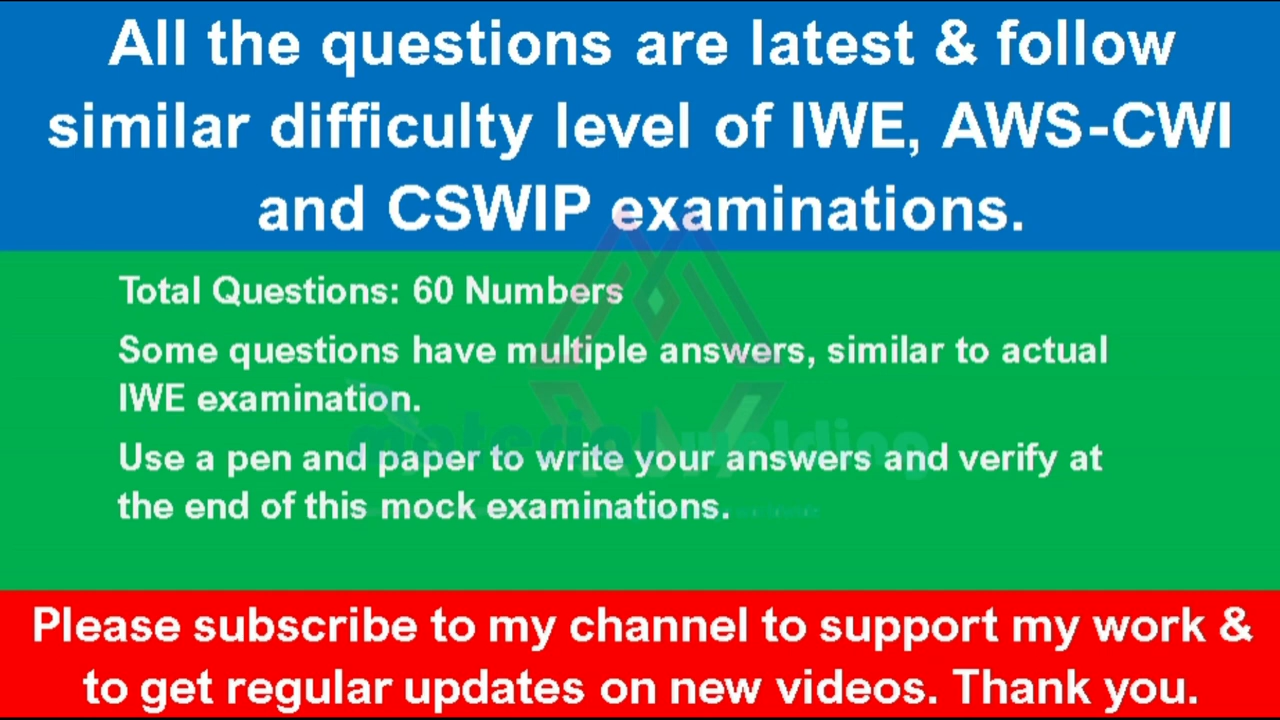 All the questions are latest & follow
similar difficulty level of IWE, AWS-CWI
and CSWIP examinations.
Total Questions: 60 Numbers
Some questions have multiple answers, similar to actual
IWE examination.
Use a pen and paper to write your answers and verify at
the end of this mock examinations.
material welding
Please subscribe to my channel to support my work &
to get regular updates on new videos. Thank you.